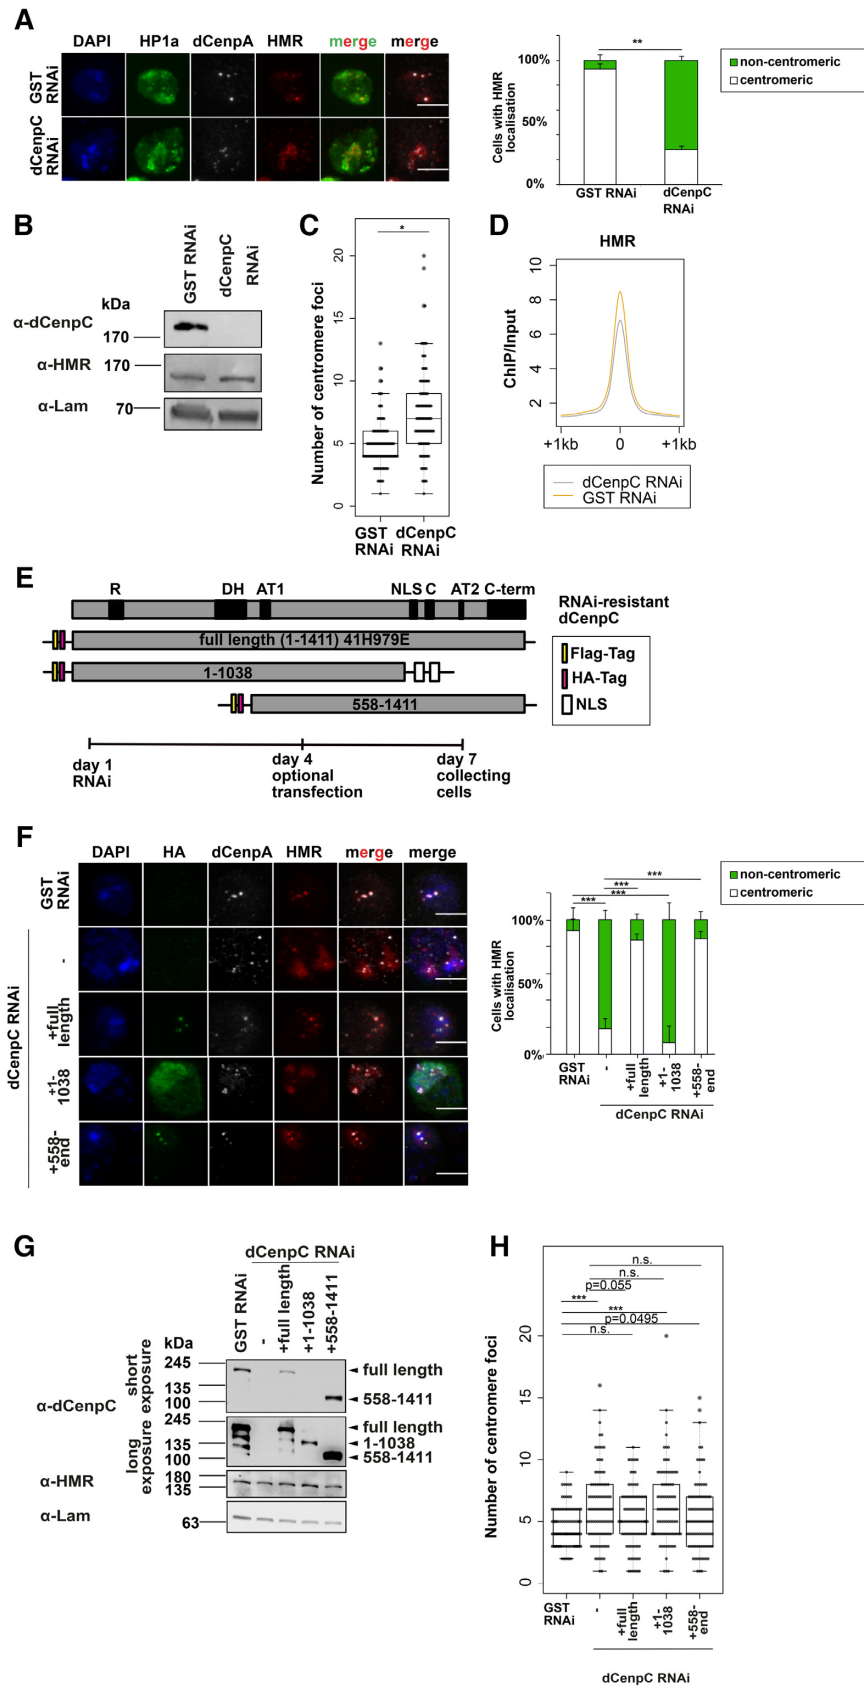 A
DAPI HP1a dCenpA HMR merge merge
GST RNAi
dCenpC RNAi
Cells with HMR localisation
100%
50%
0%
**
GST RNAi
dCenpC RNAi
non-centromeric
centromeric
B
GST RNAi
dCenpC RNAi
kDa
α-dCenpC
170
α-HMR
170
α-Lam
70
C
Number of centromere foci
20
15
10
5
0
*
GST RNAi
dCenpC RNAi
D
HMR
ChIP/Input
10
8
6
4
2
+1kb 0 +1kb
dCenpC RNAi
GST RNAi
E
R DH AT1 NLS C AT2 C-term
full length (1-1411) 41H979E
1-1038
558-1411
RNAi-resistant
dCenpC
Flag-Tag
HA-Tag
NLS
day 1
RNAi
day 4
optional
transfection
day 7
collecting
cells
F
DAPI HA dCenpA HMR merge merge
GST RNAi
dCenpC RNAi
-
+full length
+1-1038
+558-end
Cells with HMR localisation
100%
50%
0%
***
***
***
***
non-centromeric
centromeric
GST RNAi
-
+full length
+1-1038
+558-end
dCenpC RNAi
G
dCenpC RNAi
GST RNAi
-
+full length
+1-1038
+558-1411
kDa
α-dCenpC
short exposure
245
135
100
full length
558-1411
long exposure
245
135
100
full length
1-1038
558-1411
α-HMR
180
135
α-Lam
63
H
Number of centromere foci
20
15
10
5
0
n.s.
n.s.
p=0.055
***
***
p=0.0495
n.s.
GST RNAi
-
+full length
+1-1038
+558-end
dCenpC RNAi